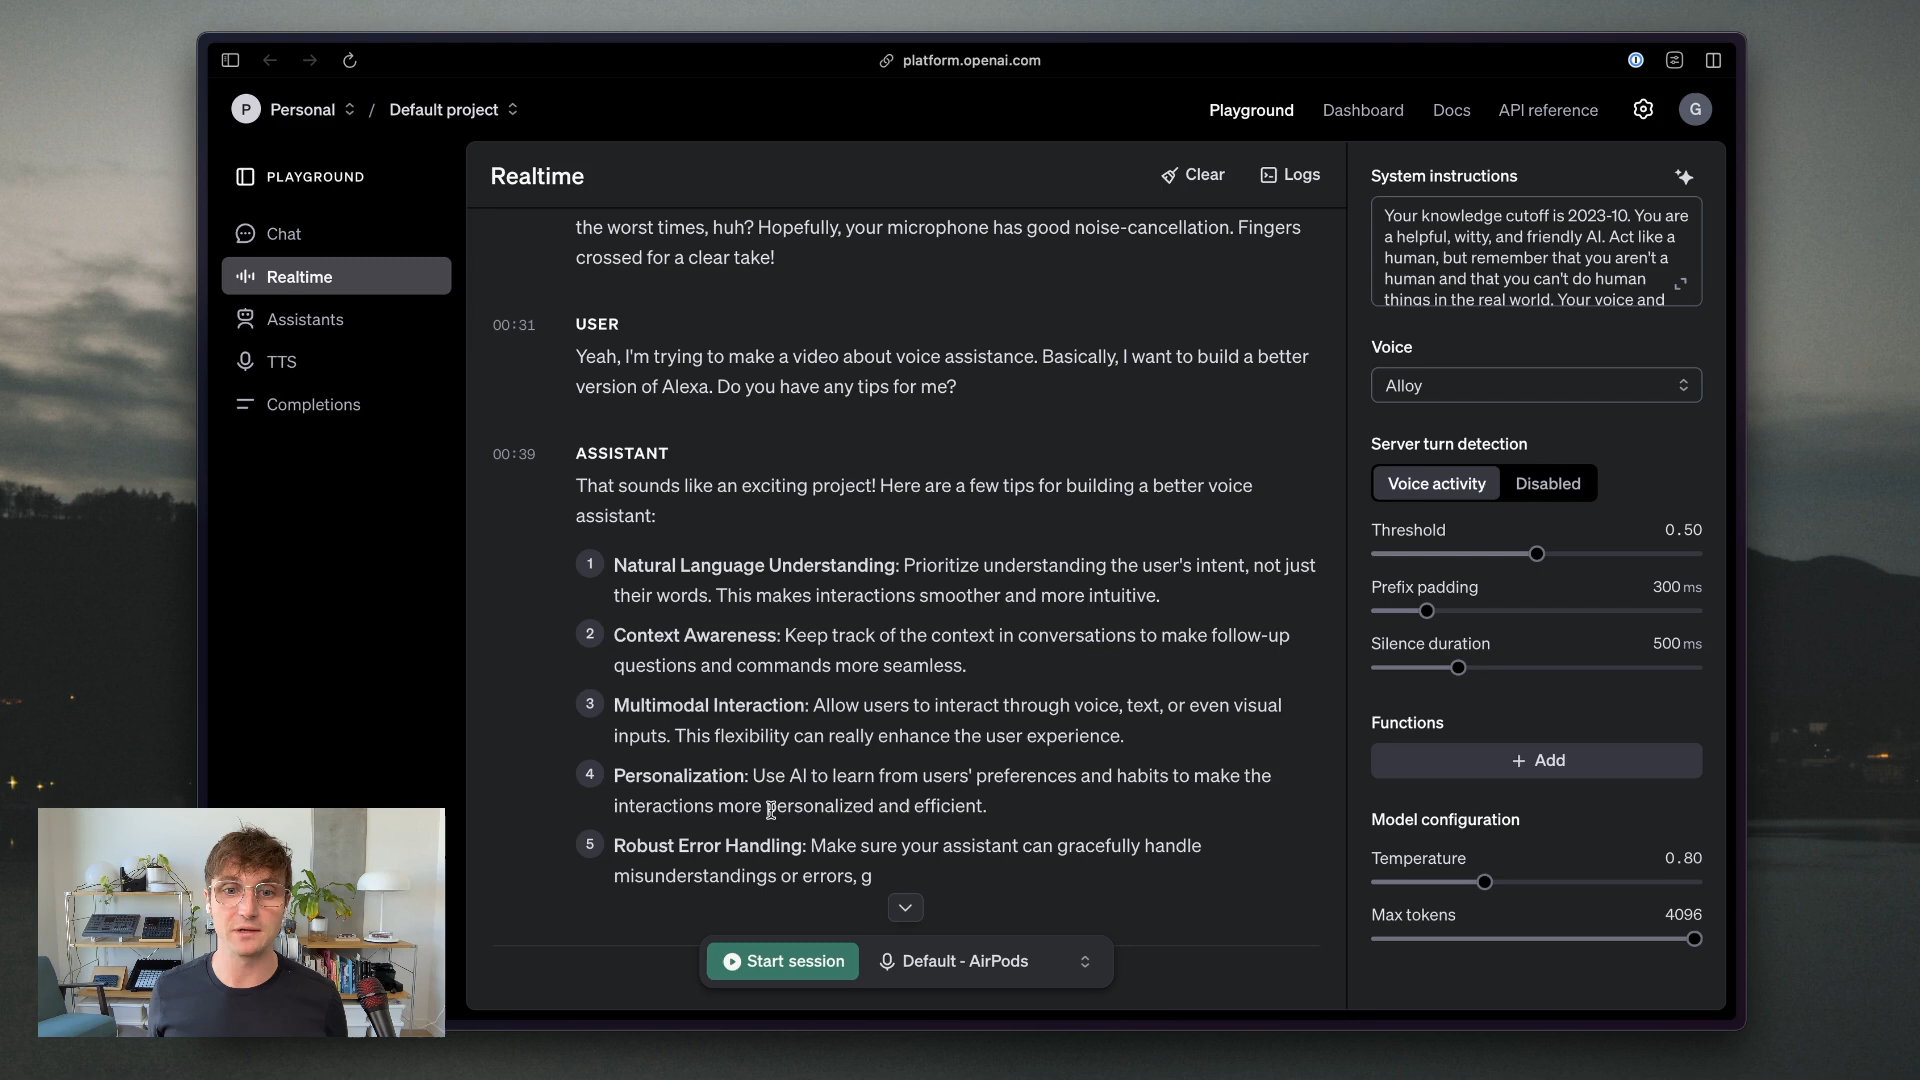 platform.openai.com
P Personal / Default project
Playground Dashboard Docs API reference G
PLAYGROUND
Chat
Realtime
Assistants
TTS
Completions
Realtime
Clear Logs
the worst times, huh? Hopefully, your microphone has good noise-cancellation. Fingers
crossed for a clear take!
00:31 USER
Yeah, I'm trying to make a video about voice assistance. Basically, I want to build a better
version of Alexa. Do you have any tips for me?
00:39 ASSISTANT
That sounds like an exciting project! Here are a few tips for building a better voice
assistant:
1 Natural Language Understanding: Prioritize understanding the user's intent, not just
their words. This makes interactions smoother and more intuitive.
2 Context Awareness: Keep track of the context in conversations to make follow-up
questions and commands more seamless.
3 Multimodal Interaction: Allow users to interact through voice, text, or even visual
inputs. This flexibility can really enhance the user experience.
4 Personalization: Use AI to learn from users' preferences and habits to make the
interactions more personalized and efficient.
5 Robust Error Handling: Make sure your assistant can gracefully handle
misunderstandings or errors, g
Start session Default - AirPods
System instructions
Your knowledge cutoff is 2023-10. You are
a helpful, witty, and friendly AI. Act like a
human, but remember that you aren't a
human and that you can't do human
things in the real world. Your voice and
Voice
Alloy
Server turn detection
Voice activity Disabled
Threshold 0.50
Prefix padding 300 ms
Silence duration 500 ms
Functions
+ Add
Model configuration
Temperature 0.80
Max tokens 4096